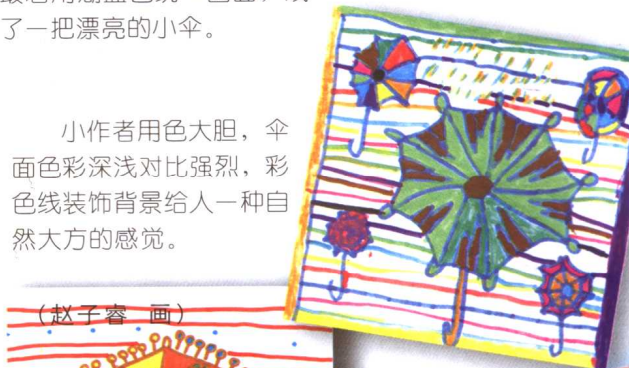 了一把漂亮的小伞。
小作者用色大胆，伞
面色彩深浅对比强烈，彩
色线装饰背景给人一种自
然大方的感觉。
（赵子睿 画）